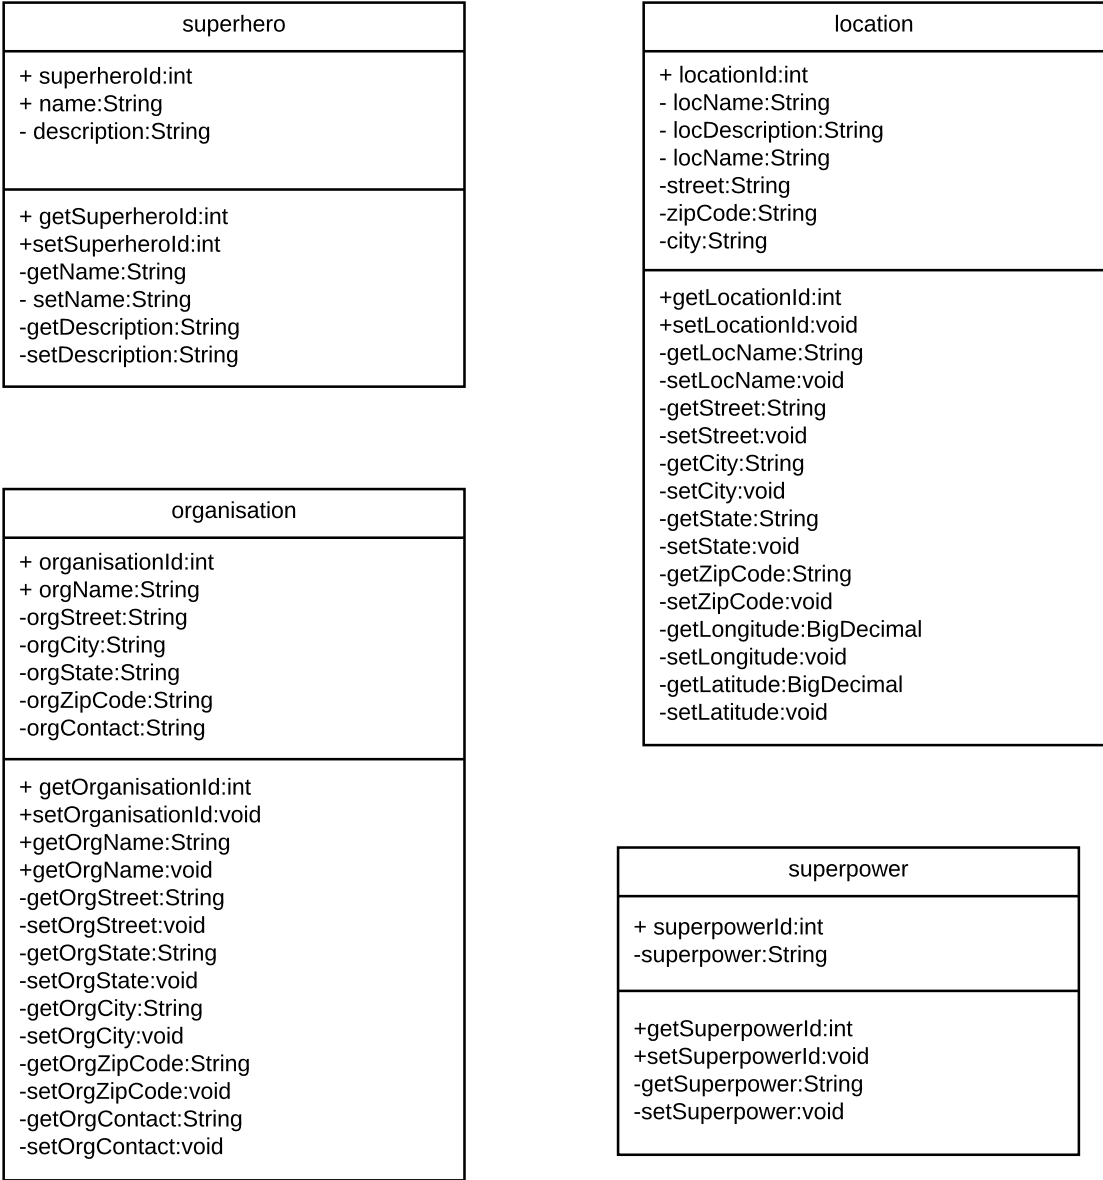 superhero
+ superheroId:int
+ name:String
- description:String
+ getSuperheroId:int
+setSuperheroId:int
-getName:String
- setName:String
-getDescription:String
-setDescription:String
location
+ locationId:int
- locName:String
- locDescription:String
- locName:String
-street:String
-zipCode:String
-city:String
+getLocationId:int
+setLocationId:void
-getLocName:String
-setLocName:void
-getStreet:String
-setStreet:void
-getCity:String
-setCity:void
-getState:String
-setState:void
-getZipCode:String
-setZipCode:void
-getLongitude:BigDecimal
-setLongitude:void
-getLatitude:BigDecimal
-setLatitude:void
organisation
+ organisationId:int
+ orgName:String
-orgStreet:String
-orgCity:String
-orgState:String
-orgZipCode:String
-orgContact:String
+ getOrganisationId:int
+setOrganisationId:void
+getOrgName:String
+getOrgName:void
-getOrgStreet:String
-setOrgStreet:void
-getOrgState:String
-setOrgState:void
-getOrgCity:String
-setOrgCity:void
-getOrgZipCode:String
-setOrgZipCode:void
-getOrgContact:String
-setOrgContact:void
superpower
+ superpowerId:int
-superpower:String
+getSuperpowerId:int
+setSuperpowerId:void
-getSuperpower:String
-setSuperpower:void